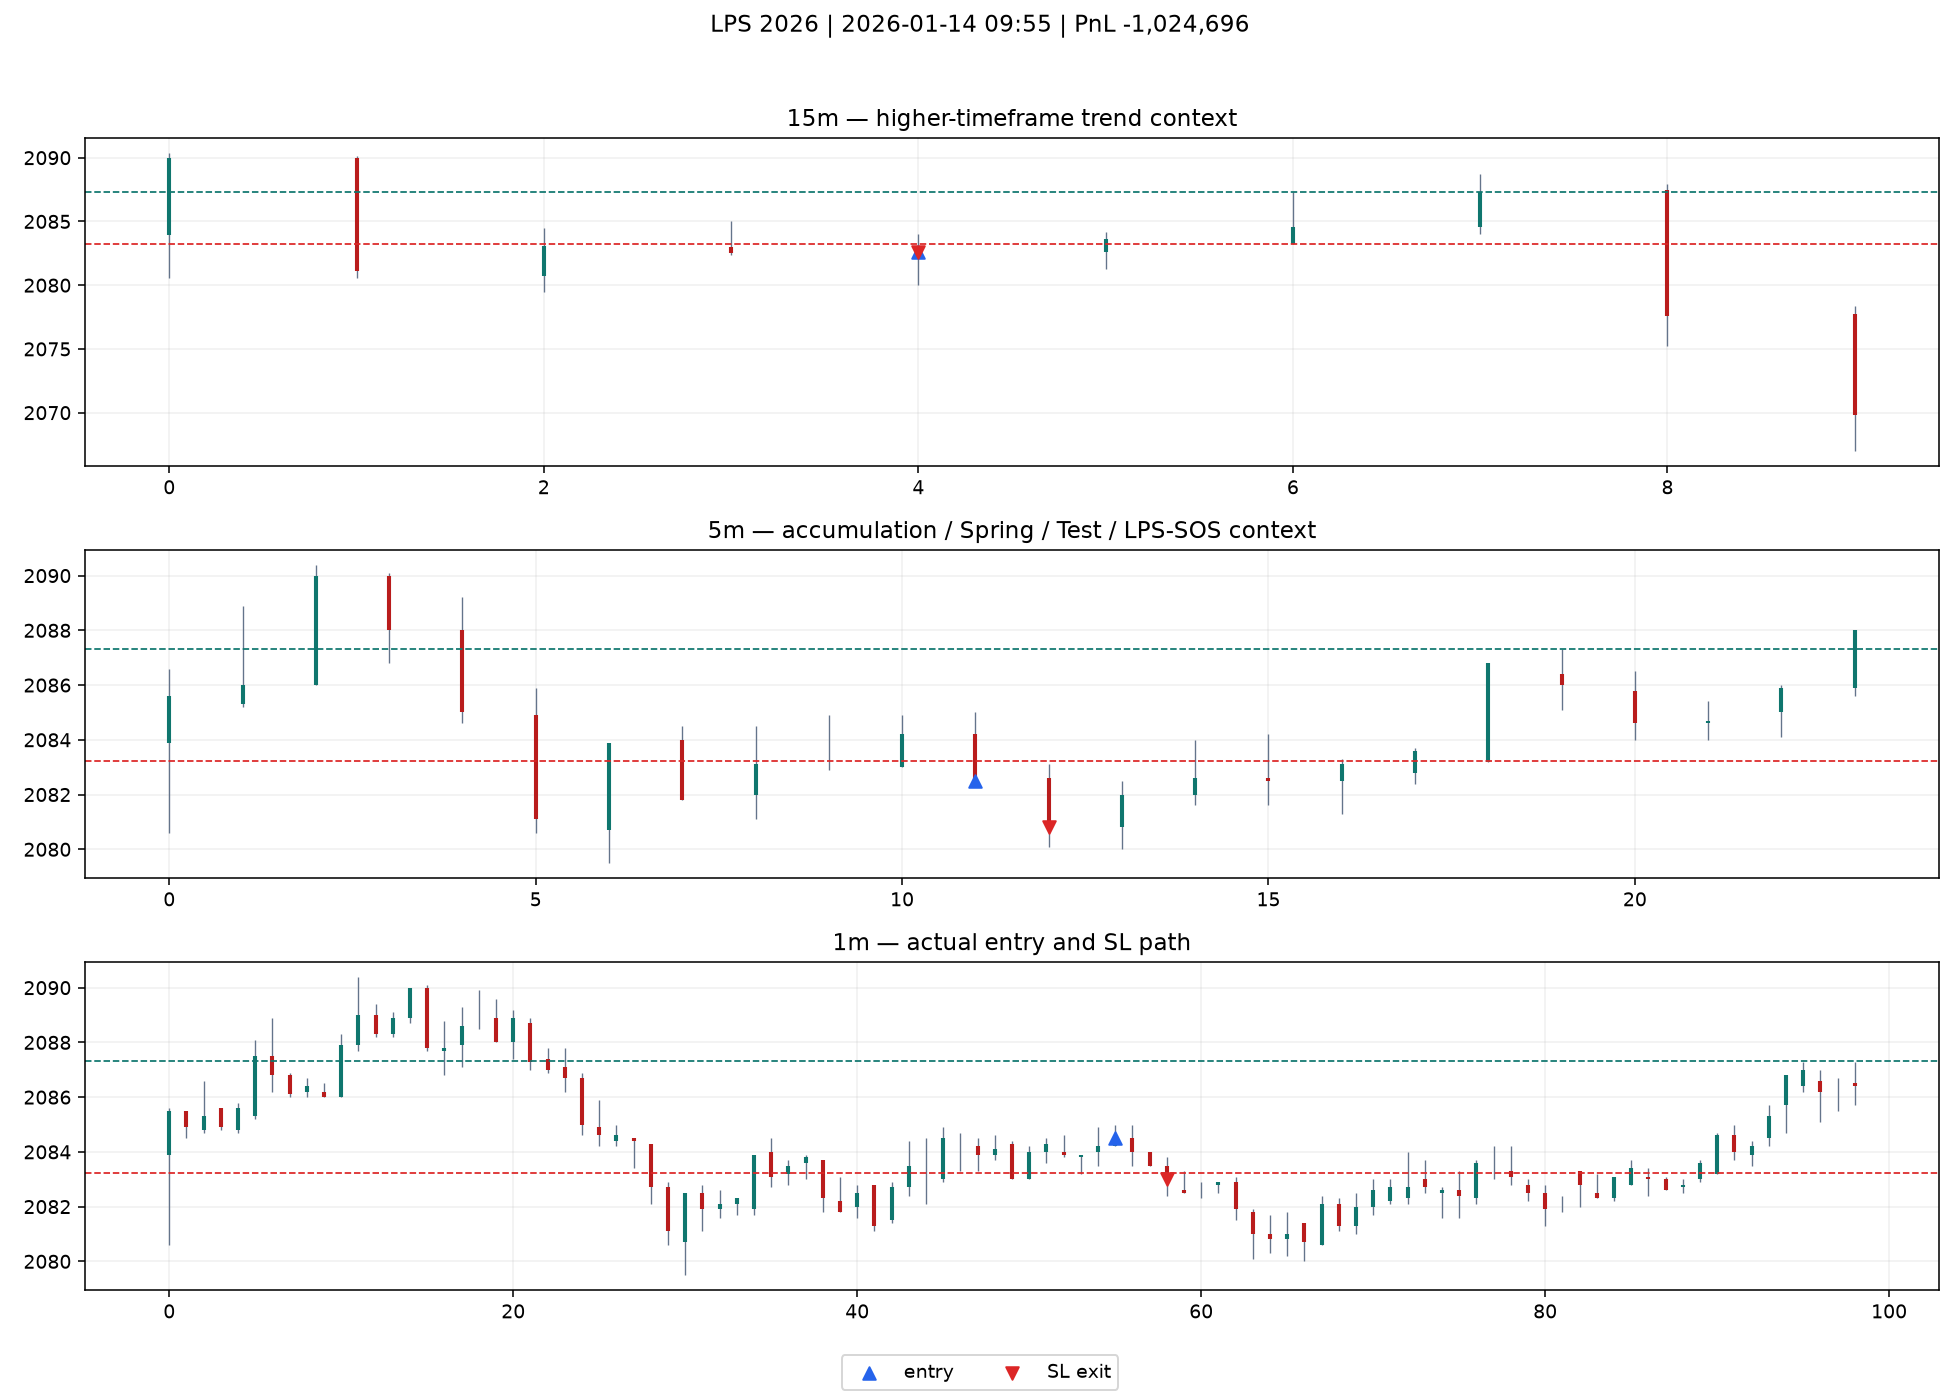 LPS 2026 | 2026-01-14 09:55 | PnL -1,024,696
15m — higher-timeframe trend context
2090
2085
2080
2075
2070
0 2 4 6 8
5m — accumulation / Spring / Test / LPS-SOS context
2090
2088
2086
2084
2082
2080
0 5 10 15 20
1m — actual entry and SL path
2090
2088
2086
2084
2082
2080
0 20 40 60 80 100
entry SL exit